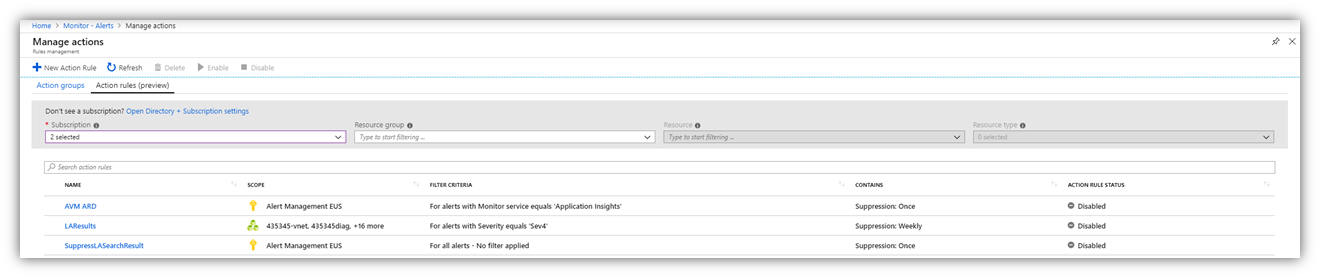 Home > Monitor - Alerts > Manage actions
Manage actions
Rules management
New Action Rule Refresh Delete Enable Disable
Action groups Action rules (preview)
Don't see a subscription? Open Directory + Subscription settings
* Subscription Resource group Resource Resource type
2 selected Type to start filtering ... Type to start filtering ... 0 selected
Search action rules
NAME SCOPE FILTER CRITERIA CONTAINS ACTION RULE STATUS
AVM ARD Alert Management EUS For alerts with Monitor service equals 'Application Insights' Suppression: Once Disabled
LAResults 435345-vnet, 435345diag, +16 more For alerts with Severity equals 'Sev4' Suppression: Weekly Disabled
SuppressLASearchResult Alert Management EUS For all alerts - No filter applied Suppression: Once Disabled